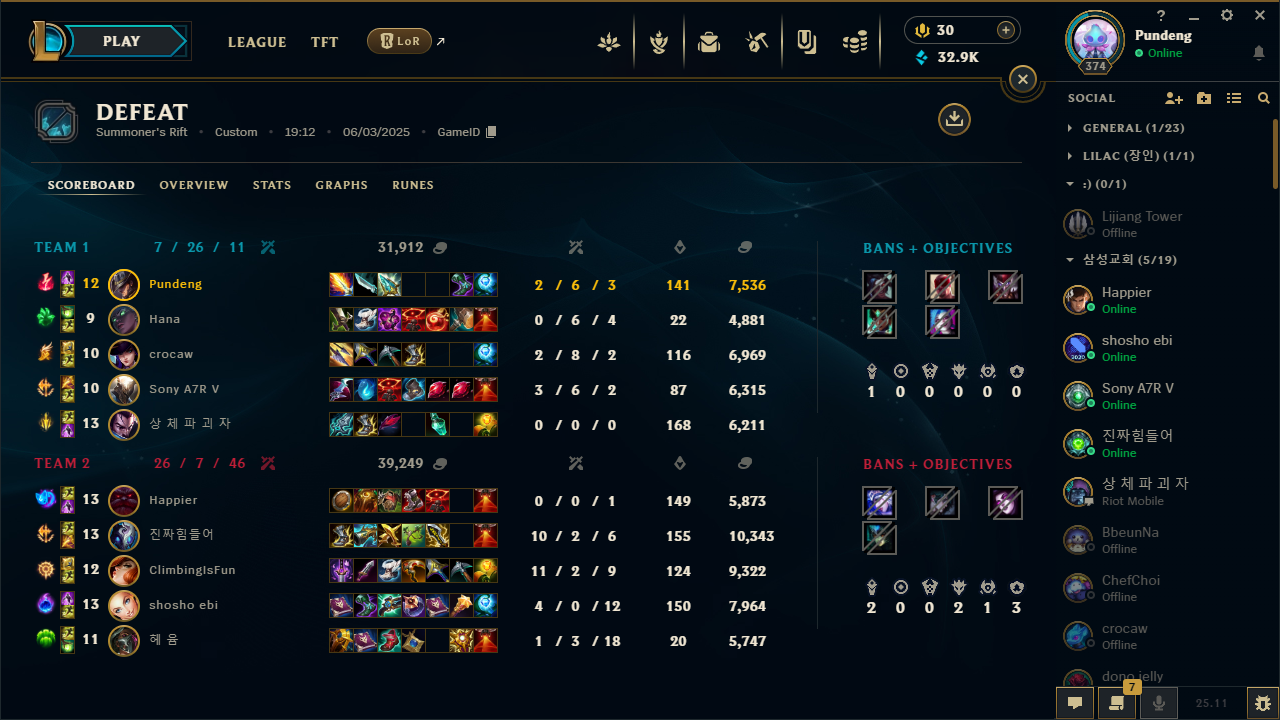 PLAY
LEAGUE
TFT
LoR
30
32.9K
?
374
Pundeng
Online
DEFEAT
Summoner's Rift • Custom • 19:12 • 06/03/2025 • GameID
SCOREBOARD
OVERVIEW
STATS
GRAPHS
RUNES
TEAM 1 7 / 26 / 11 31,912
12 Pundeng 2 / 6 / 3 141 7,536
9 Hana 0 / 6 / 4 22 4,881
10 crocaw 2 / 8 / 2 116 6,969
10 Sony A7R V 3 / 6 / 2 87 6,315
13 상 체 파 괴 자 0 / 0 / 0 168 6,211
BANS + OBJECTIVES
1 0 0 0 0 0
TEAM 2 26 / 7 / 46 39,249
13 Happier 0 / 0 / 1 149 5,873
13 진짜힘들어 10 / 2 / 6 155 10,343
12 ClimbingIsFun 11 / 2 / 9 124 9,322
13 shosho ebi 4 / 0 / 12 150 7,964
11 헤 윰 1 / 3 / 18 20 5,747
BANS + OBJECTIVES
2 0 0 2 1 3
SOCIAL
GENERAL (1/23)
LILAC (장인) (1/1)
:) (0/1)
Lijiang Tower
Offline
삼성교회 (5/19)
Happier
Online
shosho ebi
Online
2020
Sony A7R V
Online
진짜힘들어
Online
상 체 파 괴 자
Riot Mobile
BbeunNa
Offline
ChefChoi
Offline
crocaw
Offline
dono jelly
7
25.11